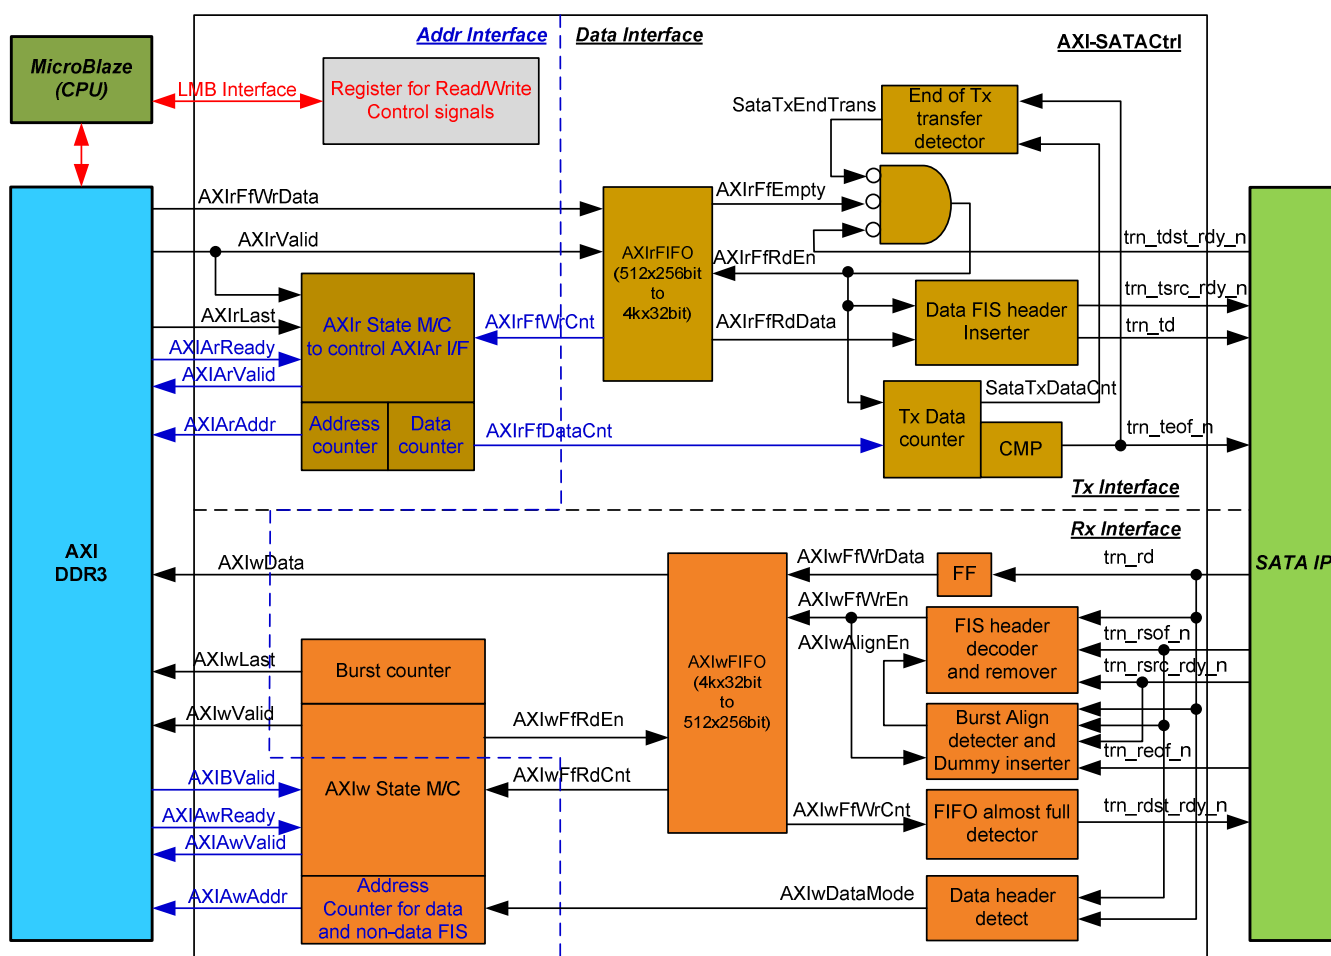 Addr Interface
Data Interface
AXI-SATACtrl
MicroBlaze
(CPU)
LMB Interface
Register for Read/Write
Control signals
SataTxEndTrans
End of Tx
transfer
detector
AXIrFfWrData
AXIrFfEmpty
AXIrValid
trn_tdst_rdy_n
AXIrFIFO
(512x256bit
to
4kx32bit)
AXIrFfRdEn
trn_tsrc_rdy_n
AXIrLast
AXIr State M/C
to control AXIAr I/F
AXIrFfWrCnt
AXIrFfRdData
Data FIS header
Inserter
trn_td
AXIArReady
AXIArValid
SataTxDataCnt
AXIArAddr
Address
counter
Data
counter
AXIrFfDataCnt
Tx Data
counter
CMP
trn_teof_n
Tx Interface
Rx Interface
AXI
DDR3
SATA IP
AXIwData
AXIwFfWrData
FF
trn_rd
AXIwFfWrEn
AXIwAlignEn
FIS header
decoder
and remover
trn_rsof_n
trn_rsrc_rdy_n
AXIwLast
Burst counter
AXIwFIFO
(4kx32bit
to
512x256bit)
AXIwValid
AXIwFfRdEn
Burst Align
detecter and
Dummy inserter
trn_reof_n
AXIBValid
AXIw State M/C
AXIwFfRdCnt
AXIwFfWrCnt
FIFO almost full
detector
trn_rdst_rdy_n
AXIAwReady
AXIAwValid
AXIAwAddr
Address
Counter for data
and non-data FIS
AXIwDataMode
Data header
detect